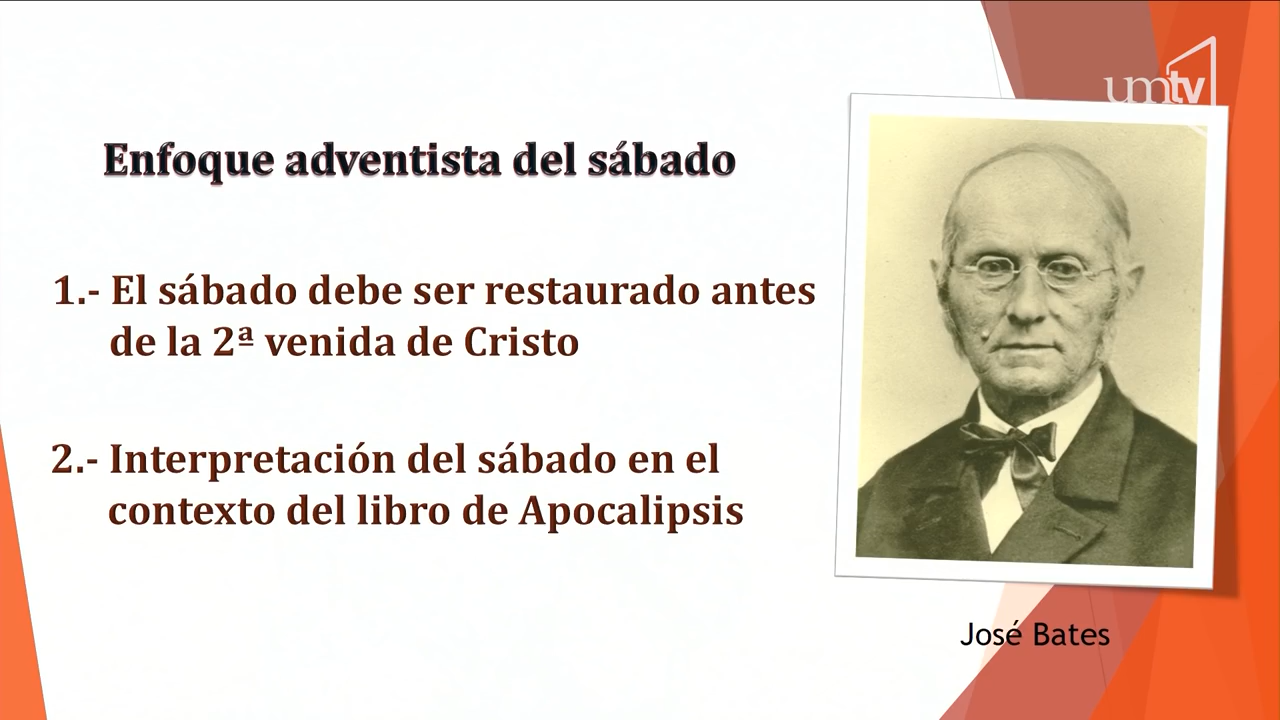 umtv
Enfoque adventista del sábado
1.- El sábado debe ser restaurado antes
de la 2ª venida de Cristo
2.- Interpretación del sábado en el
contexto del libro de Apocalipsis
José Bates